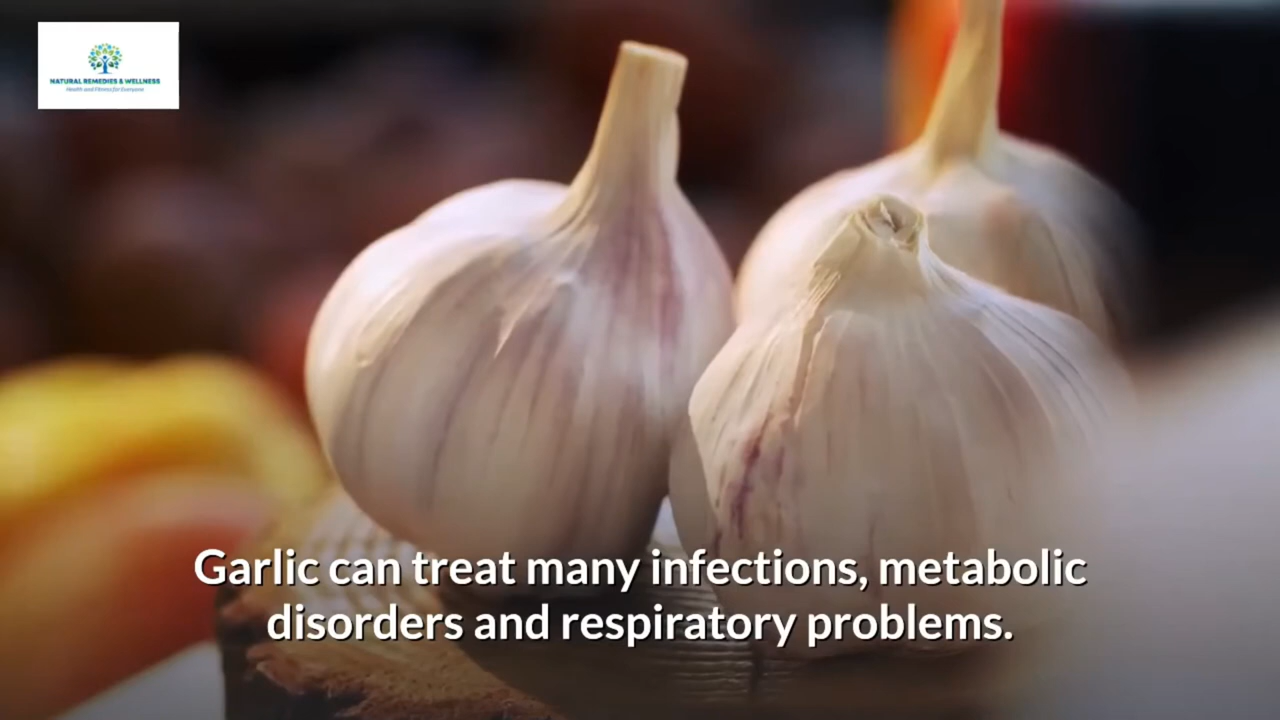 NATURAL REMEDIES & WELLNESS
Health and Fitness for Everyone
Garlic can treat many infections, metabolic
disorders and respiratory problems.